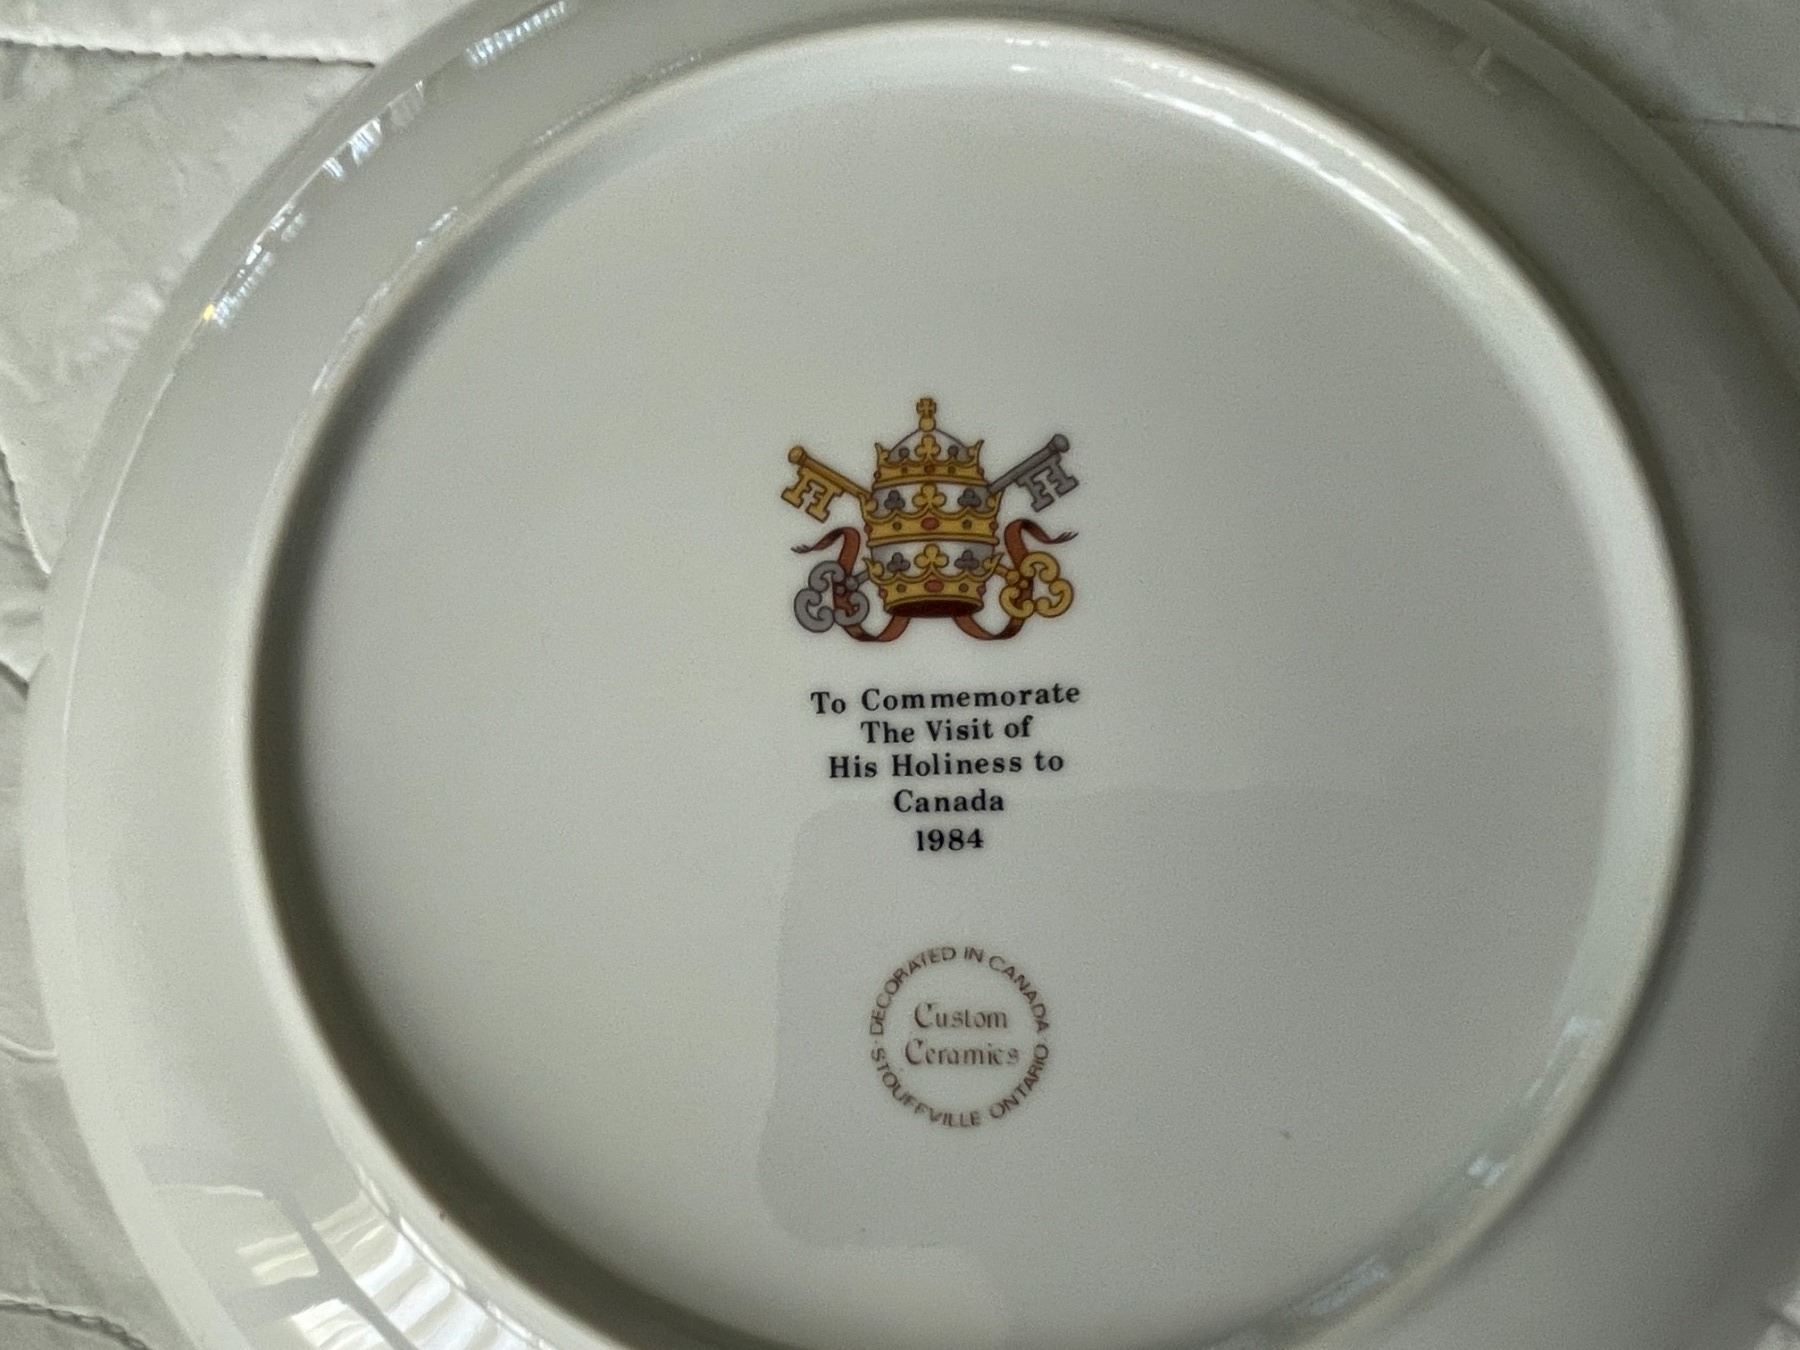 To Commemorate
The Visit of
His Holiness to
Canada
1984
DECORATED IN CANADA
Custom
Ceramics
· STOUFFVILLE ONTARIO